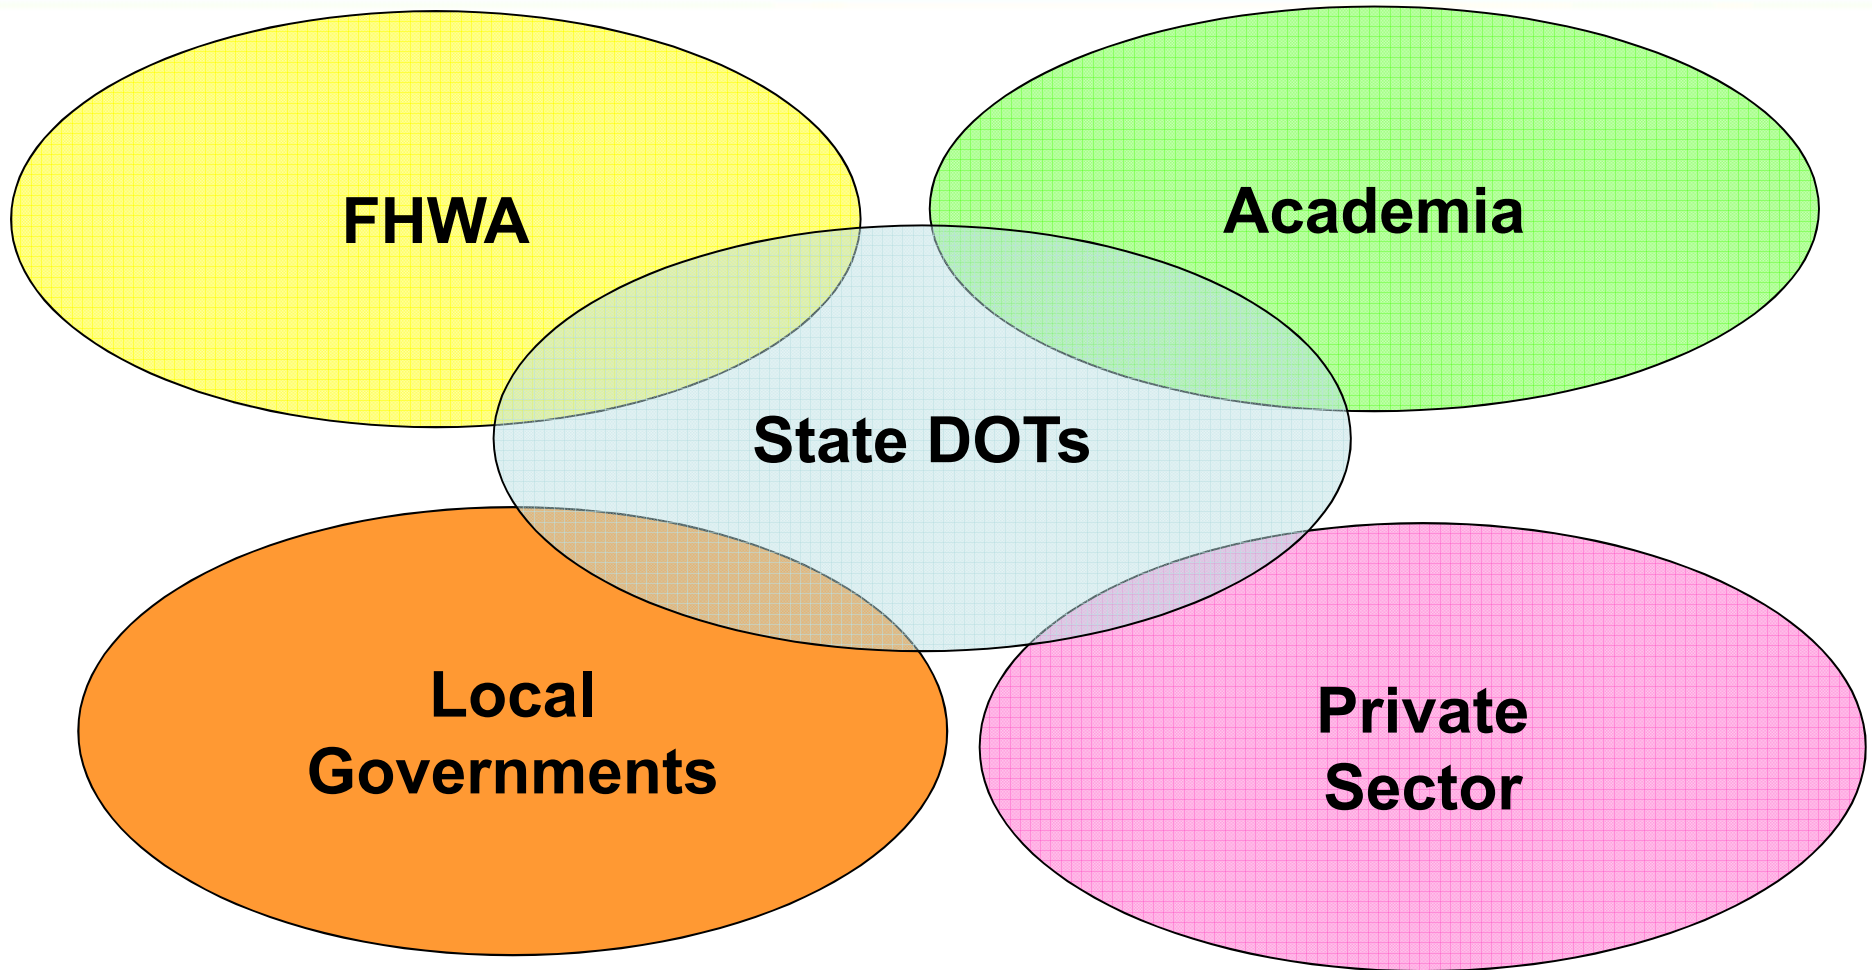 FHWA
Academia
State DOTs
Local
Governments
Private
Sector